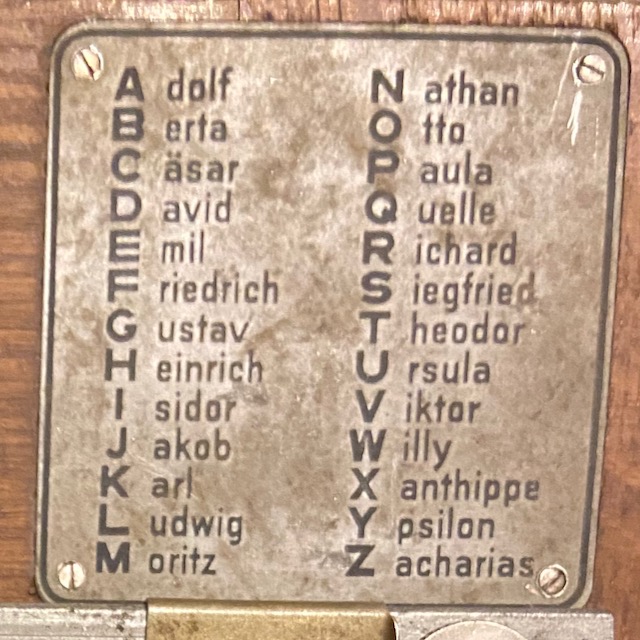 Adolf
Berta
Cäsar
David
Emil
Friedrich
Gustav
Heinrich
Isidor
Jakob
Karl
Ludwig
Moritz
Nathan
Otto
Paula
Quelle
Richard
Siegfried
Theodor
Ursula
Viktor
Willy
Xanthippe
Ypsilon
Zacharias